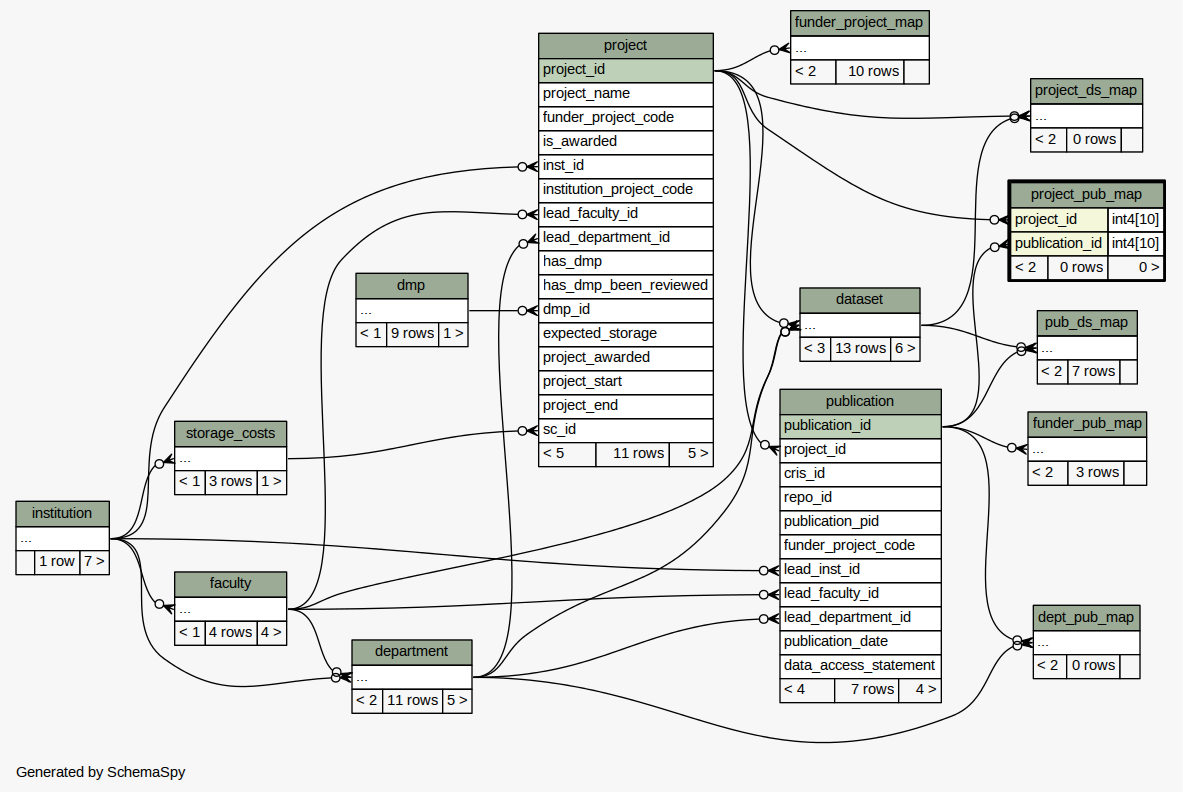 funder_project_map
...
< 2 10 rows
project
project_id
project_name
funder_project_code
is_awarded
inst_id
institution_project_code
lead_faculty_id
lead_department_id
has_dmp
has_dmp_been_reviewed
dmp_id
expected_storage
project_awarded
project_start
project_end
sc_id
< 5 11 rows 5 >
project_ds_map
...
< 2 0 rows
project_pub_map
project_id int4[10]
publication_id int4[10]
< 2 0 rows 0 >
dmp
...
< 1 9 rows 1 >
dataset
...
< 3 13 rows 6 >
pub_ds_map
...
< 2 7 rows
publication
publication_id
project_id
cris_id
repo_id
publication_pid
funder_project_code
lead_inst_id
lead_faculty_id
lead_department_id
publication_date
data_access_statement
< 4 7 rows 4 >
funder_pub_map
...
< 2 3 rows
storage_costs
...
< 1 3 rows 1 >
institution
...
1 row 7 >
faculty
...
< 1 4 rows 4 >
department
...
< 2 11 rows 5 >
dept_pub_map
...
< 2 0 rows
Generated by SchemaSpy